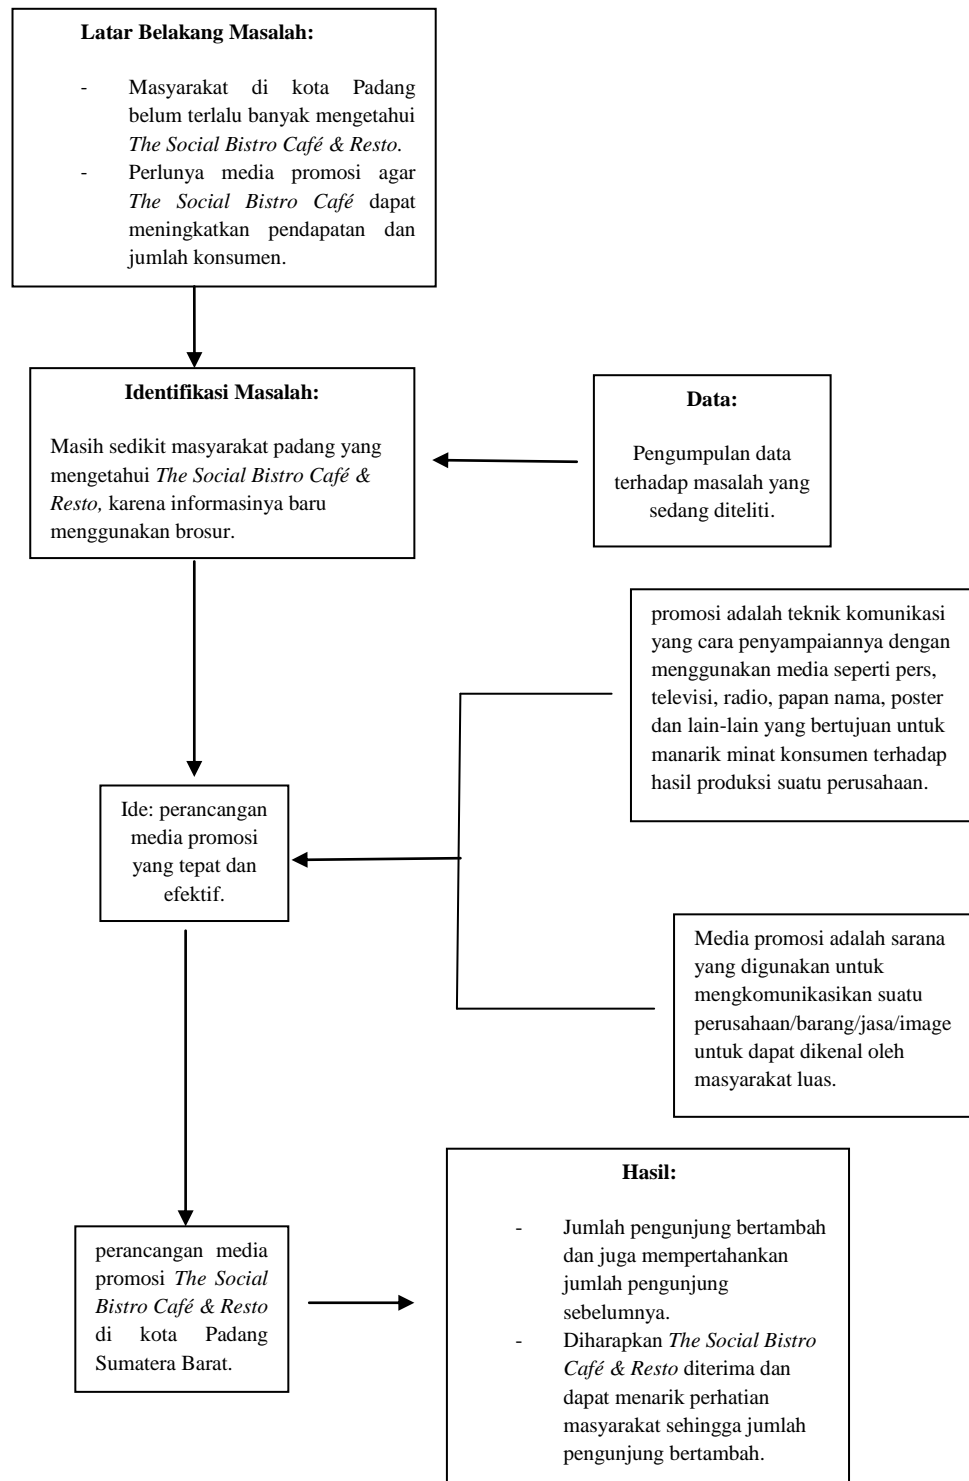 Latar Belakang Masalah:
- Masyarakat di kota Padang
belum terlalu banyak mengetahui
The Social Bistro Café & Resto.
- Perlunya media promosi agar
The Social Bistro Café dapat
meningkatkan pendapatan dan
jumlah konsumen.
Identifikasi Masalah:
Masih sedikit masyarakat padang yang
mengetahui The Social Bistro Café &
Resto, karena informasinya baru
menggunakan brosur.
Data:
Pengumpulan data
terhadap masalah yang
sedang diteliti.
promosi adalah teknik komunikasi
yang cara penyampaiannya dengan
menggunakan media seperti pers,
televisi, radio, papan nama, poster
dan lain-lain yang bertujuan untuk
manarik minat konsumen terhadap
hasil produksi suatu perusahaan.
Ide: perancangan
media promosi
yang tepat dan
efektif.
Media promosi adalah sarana
yang digunakan untuk
mengkomunikasikan suatu
perusahaan/barang/jasa/image
untuk dapat dikenal oleh
masyarakat luas.
perancangan media
promosi The Social
Bistro Café & Resto
di kota Padang
Sumatera Barat.
Hasil:
- Jumlah pengunjung bertambah
dan juga mempertahankan
jumlah pengunjung
sebelumnya.
- Diharapkan The Social Bistro
Café & Resto diterima dan
dapat menarik perhatian
masyarakat sehingga jumlah
pengunjung bertambah.